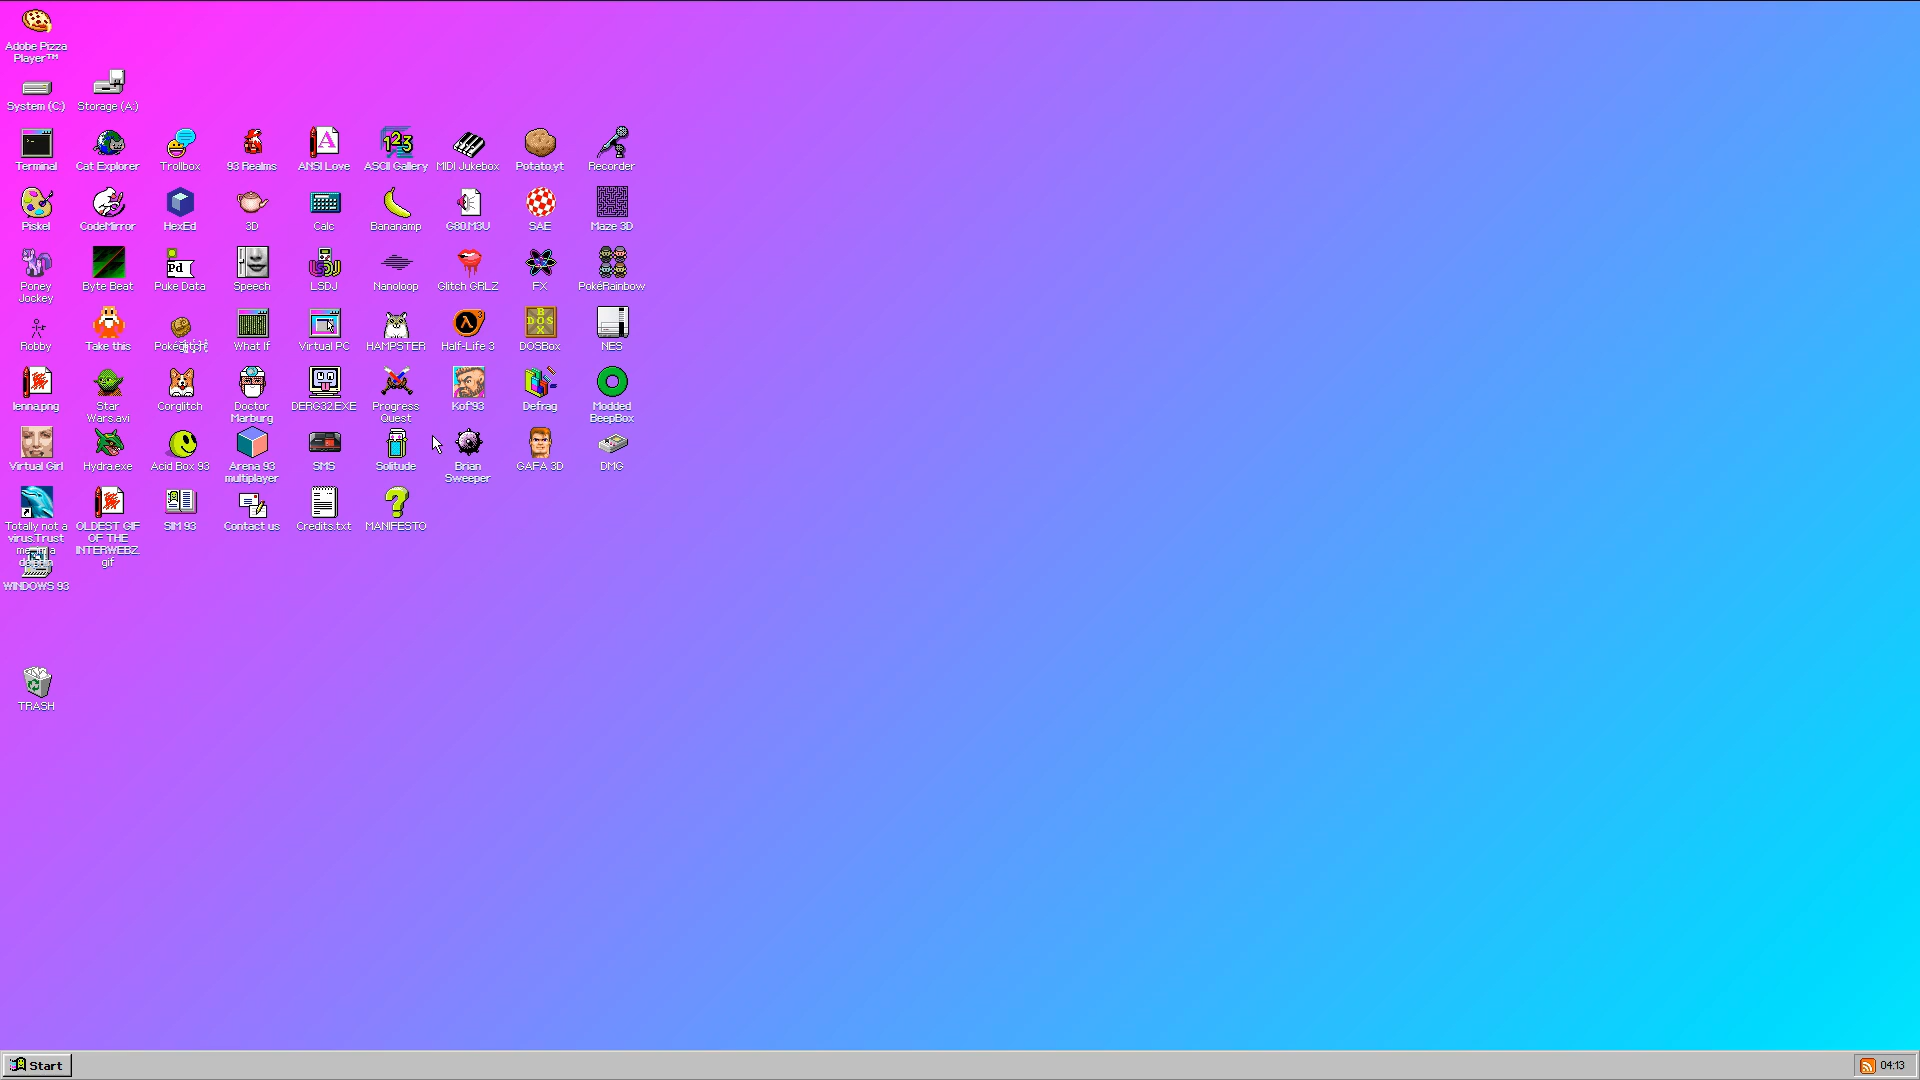 Adobe Pizza
Player™
System (C:)
Storage (A:)
Terminal
Cat Explorer
Trollbox
93 Realms
ANSI Love
ASCII Gallery
MIDI Jukebox
Potato.yt
Recorder
Piskel
CodeMirror
HexEd
3D
Calc
Bananamp
G80.M3U
SAE
Maze 3D
Poney
Jockey
Byte Beat
Puke Data
Speech
LSDJ
Nanoloop
Glitch GRLZ
FX
PokéRainbow
Robby
Take this
What If
Virtual PC
HAMPSTER
Half-Life 3
DOSBox
NES
lenna.png
Star
Wars.avi
Corglitch
Doctor
Marburg
DERG32.EXE
Progress
Quest
Kof'93
Defrag
Modded
BeepBox
Virtual Girl
Hydra.exe
Acid Box 93
Arena 93
multiplayer
SMS
Solitude
Brian
Sweeper
GAFA 3D
DMG
Totally not a
virus.Trust
OLDEST GIF
OF THE
INTERWEBZ.
gif
SIM 93
Contact us
Credits.txt
MANIFESTO
WINDOWS 93
TRASH
Start
04:13